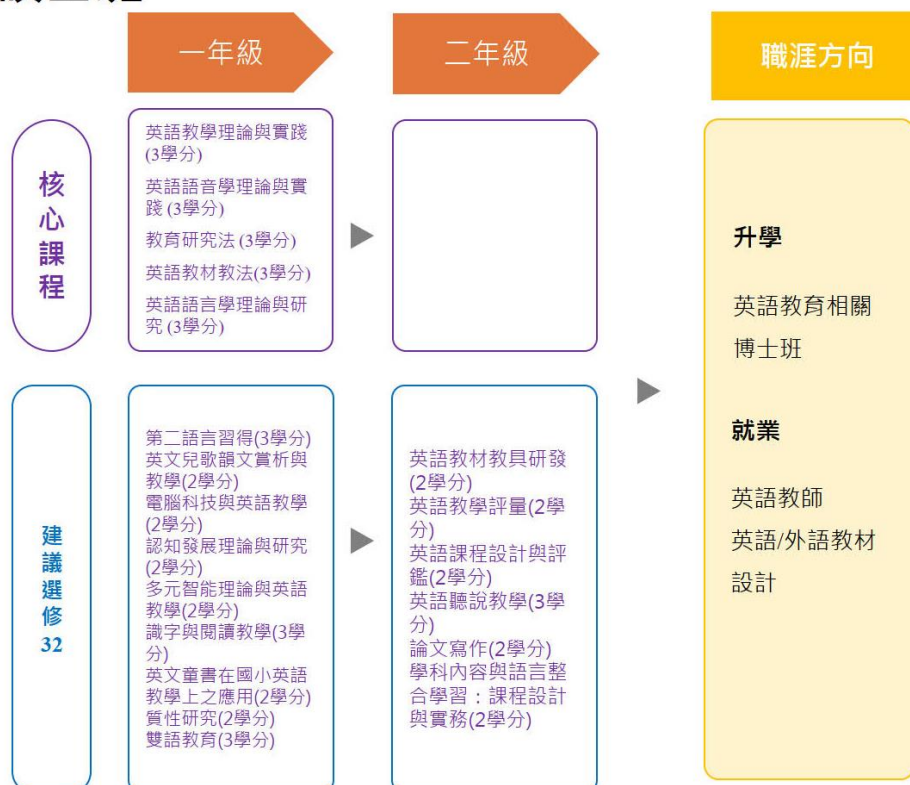 一年級
二年級
職涯方向
核
心
課
程
英語教學理論與實踐
(3學分)
英語語音學理論與實
踐 (3學分)
教育研究法 (3學分)
英語教材教法(3學分)
英語語言學理論與研
究 (3學分)
建
議
選
修
32
第二語言習得(3學分)
英文兒歌韻文賞析與
教學(2學分)
電腦科技與英語教學
(2學分)
認知發展理論與研究
(2學分)
多元智能理論與英語
教學(2學分)
識字與閱讀教學(3學
分)
英文童書在國小英語
教學上之應用(2學分)
質性研究(2學分)
雙語教育(3學分)
英語教材教具研發
(2學分)
英語教學評量(2學
分)
英語課程設計與評
鑑(2學分)
英語聽說教學(3學
分)
論文寫作(2學分)
學科內容與語言整
合學習：課程設計
與實務(2學分)
升學
英語教育相關
博士班
就業
英語教師
英語/外語教材
設計